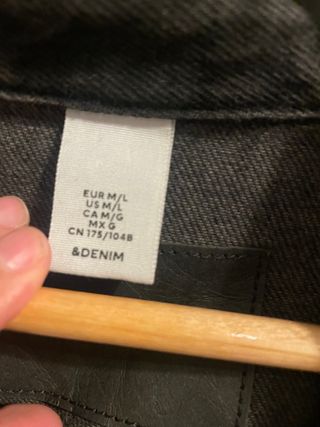 EUR M/L
US M/L
CA M/G
MX G
CN 175/104B
&DENIM